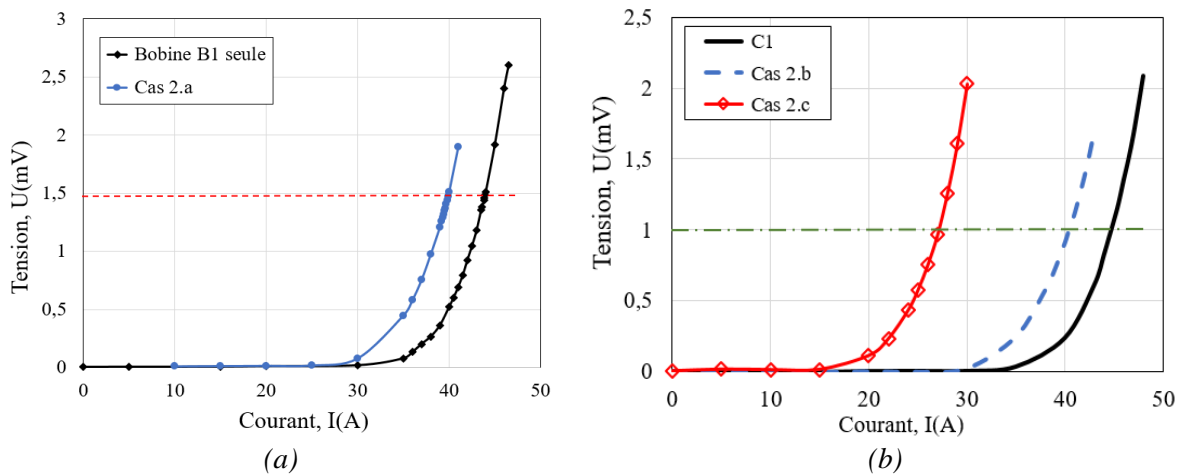 3
2,5
2
1,5
1
0,5
0
0
10
20
30
40
50
Tension, U(mV)
Courant, I(A)
Bobine B1 seule
Cas 2.a
(a)
2,5
2
1,5
1
0,5
0
0
10
20
30
40
50
Tension, U(mV)
Courant, I(A)
C1
Cas 2.b
Cas 2.c
(b)